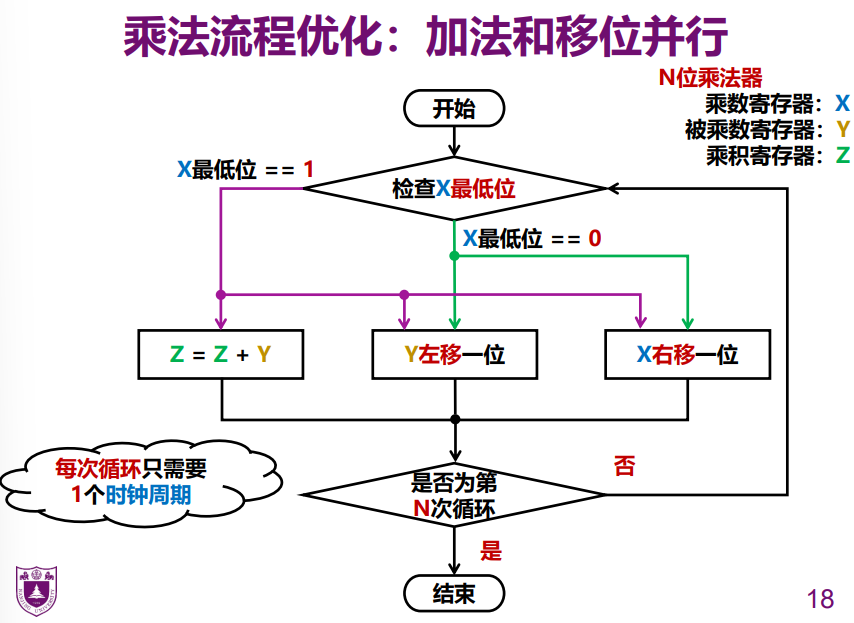 乘法流程优化：加法和移位并行
N位乘法器
乘数寄存器：X
被乘数寄存器：Y
乘积寄存器：Z
开始
X最低位 == 1
检查X最低位
X最低位 == 0
Z = Z + Y
Y左移一位
X右移一位
每次循环只需要
1个时钟周期
是否为第
N次循环
否
是
结束
18